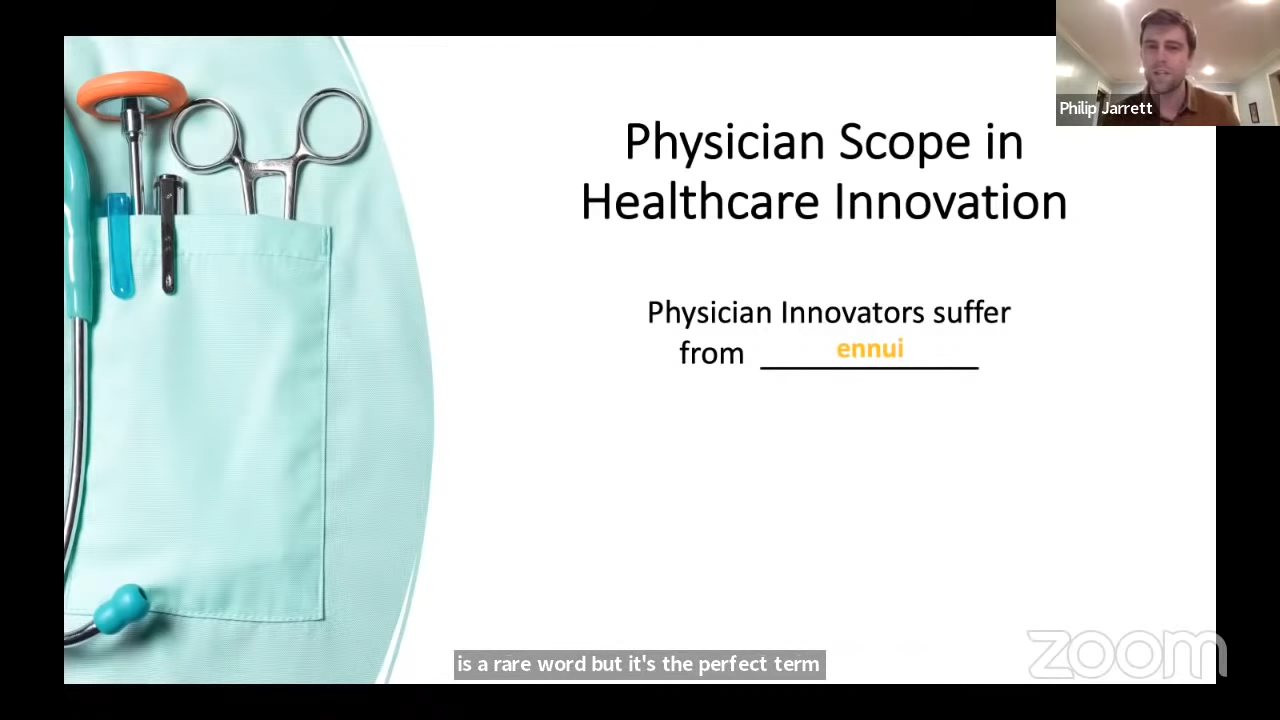 Philip Jarrett
Physician Scope in
Healthcare Innovation
Physician Innovators suffer
from ennui
is a rare word but it's the perfect term
zoom